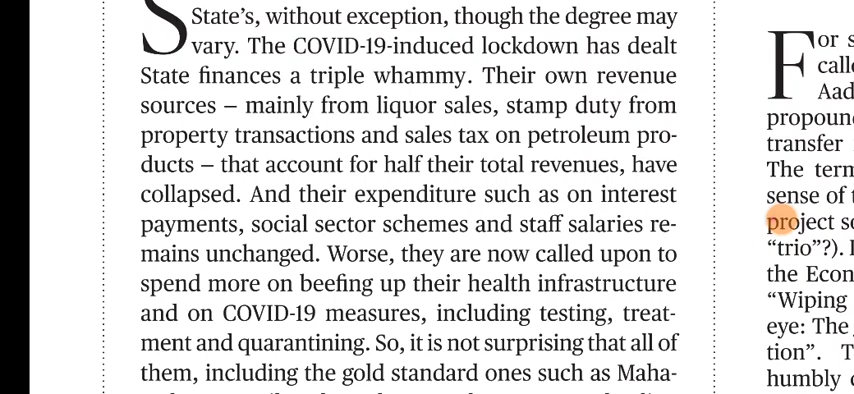 State's, without exception, though the degree may
vary. The COVID-19-induced lockdown has dealt
State finances a triple whammy. Their own revenue
sources – mainly from liquor sales, stamp duty from
property transactions and sales tax on petroleum pro-
ducts – that account for half their total revenues, have
collapsed. And their expenditure such as on interest
payments, social sector schemes and staff salaries re-
mains unchanged. Worse, they are now called upon to
spend more on beefing up their health infrastructure
and on COVID-19 measures, including testing, treat-
ment and quarantining. So, it is not surprising that all of
them, including the gold standard ones such as Maha-
For s
calle
Aad
propound
transfer
The term
sense of t
project so
“trio”?). I
the Econ
“Wiping
eye: The
tion”. T
humbly c